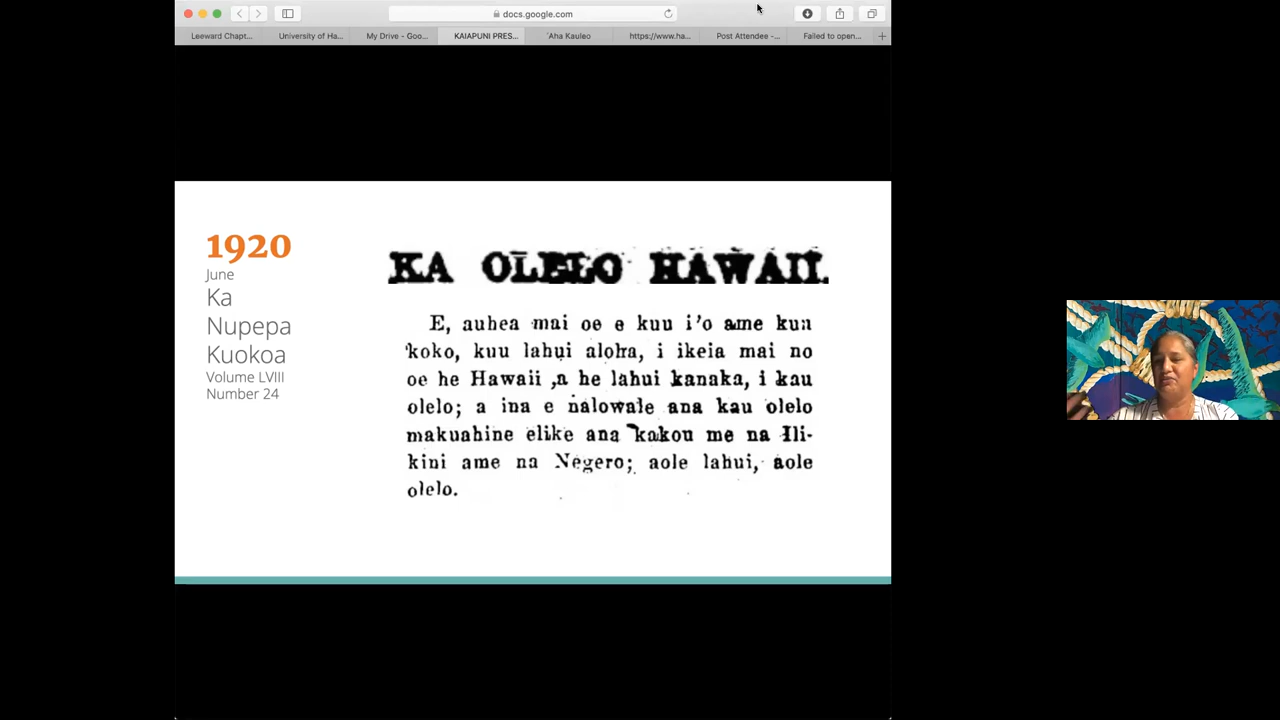 docs.google.com
Leeward Chapt...
University of Ha...
My Drive - Goo...
KAIAPUNI PRES...
ʻAha Kauleo
https://www.ha...
Post Attendee -...
Failed to open...
1920
June
Ka
Nupepa
Kuokoa
Volume LVIII
Number 24
KA OLELO HAWAII.
E, auhea mai oe e kuu i'o ame kuu
'koko, kuu lahui aloha, i ikeia mai no
oe he Hawaii ,a he lahui kanaka, i kau
olelo; a ina e nalowale ana kau olelo
makuahine elike ana kakou me na Ili-
kini ame na Negero; aole lahui, aole
olelo.